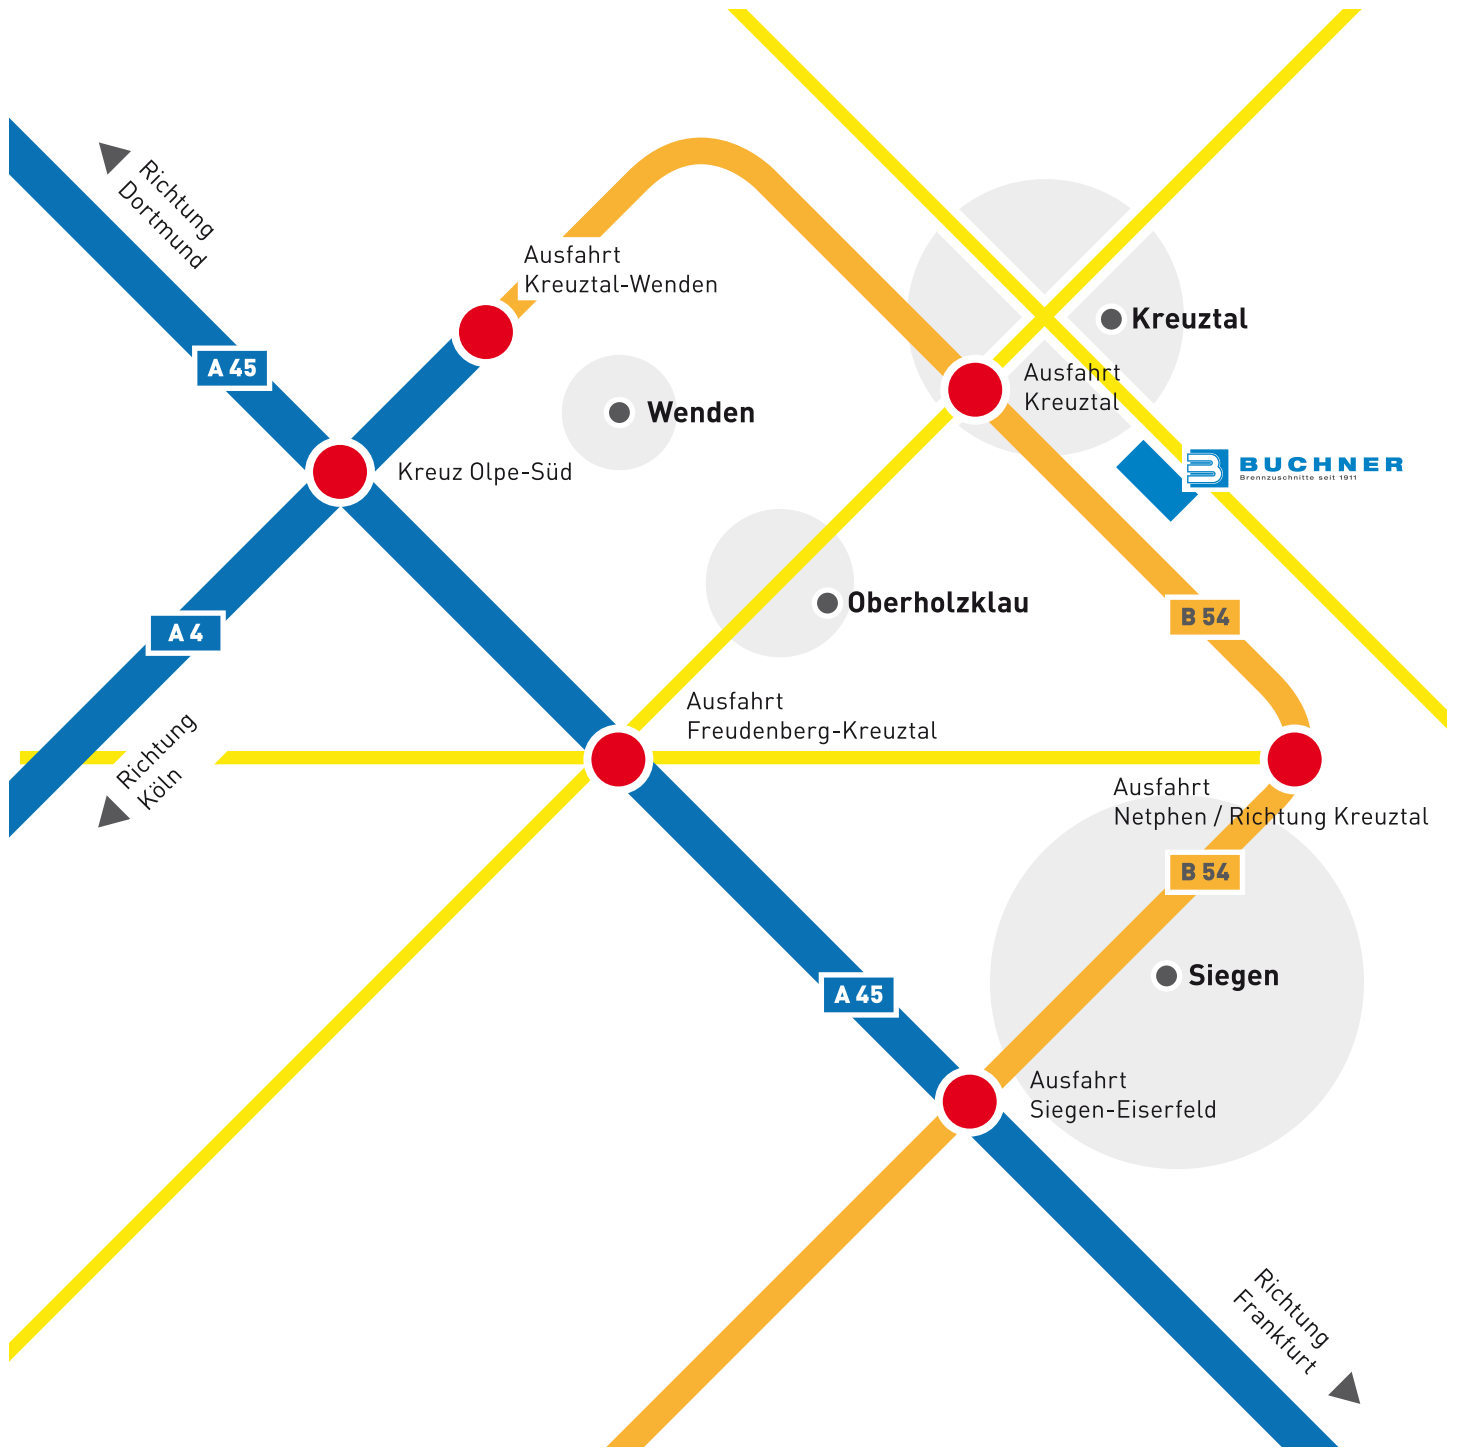 Richtung
Dortmund
Ausfahrt
Kreuztal-Wenden
Kreuztal
A 45
Ausfahrt
Kreuztal
Wenden
Kreuz Olpe-Süd
BUCHNER
Brennzuschnitte seit 1911
Oberholzklau
B 54
A 4
Ausfahrt
Freudenberg-Kreuztal
Richtung
Köln
Ausfahrt
Netphen / Richtung Kreuztal
B 54
Siegen
A 45
Ausfahrt
Siegen-Eiserfeld
Richtung
Frankfurt